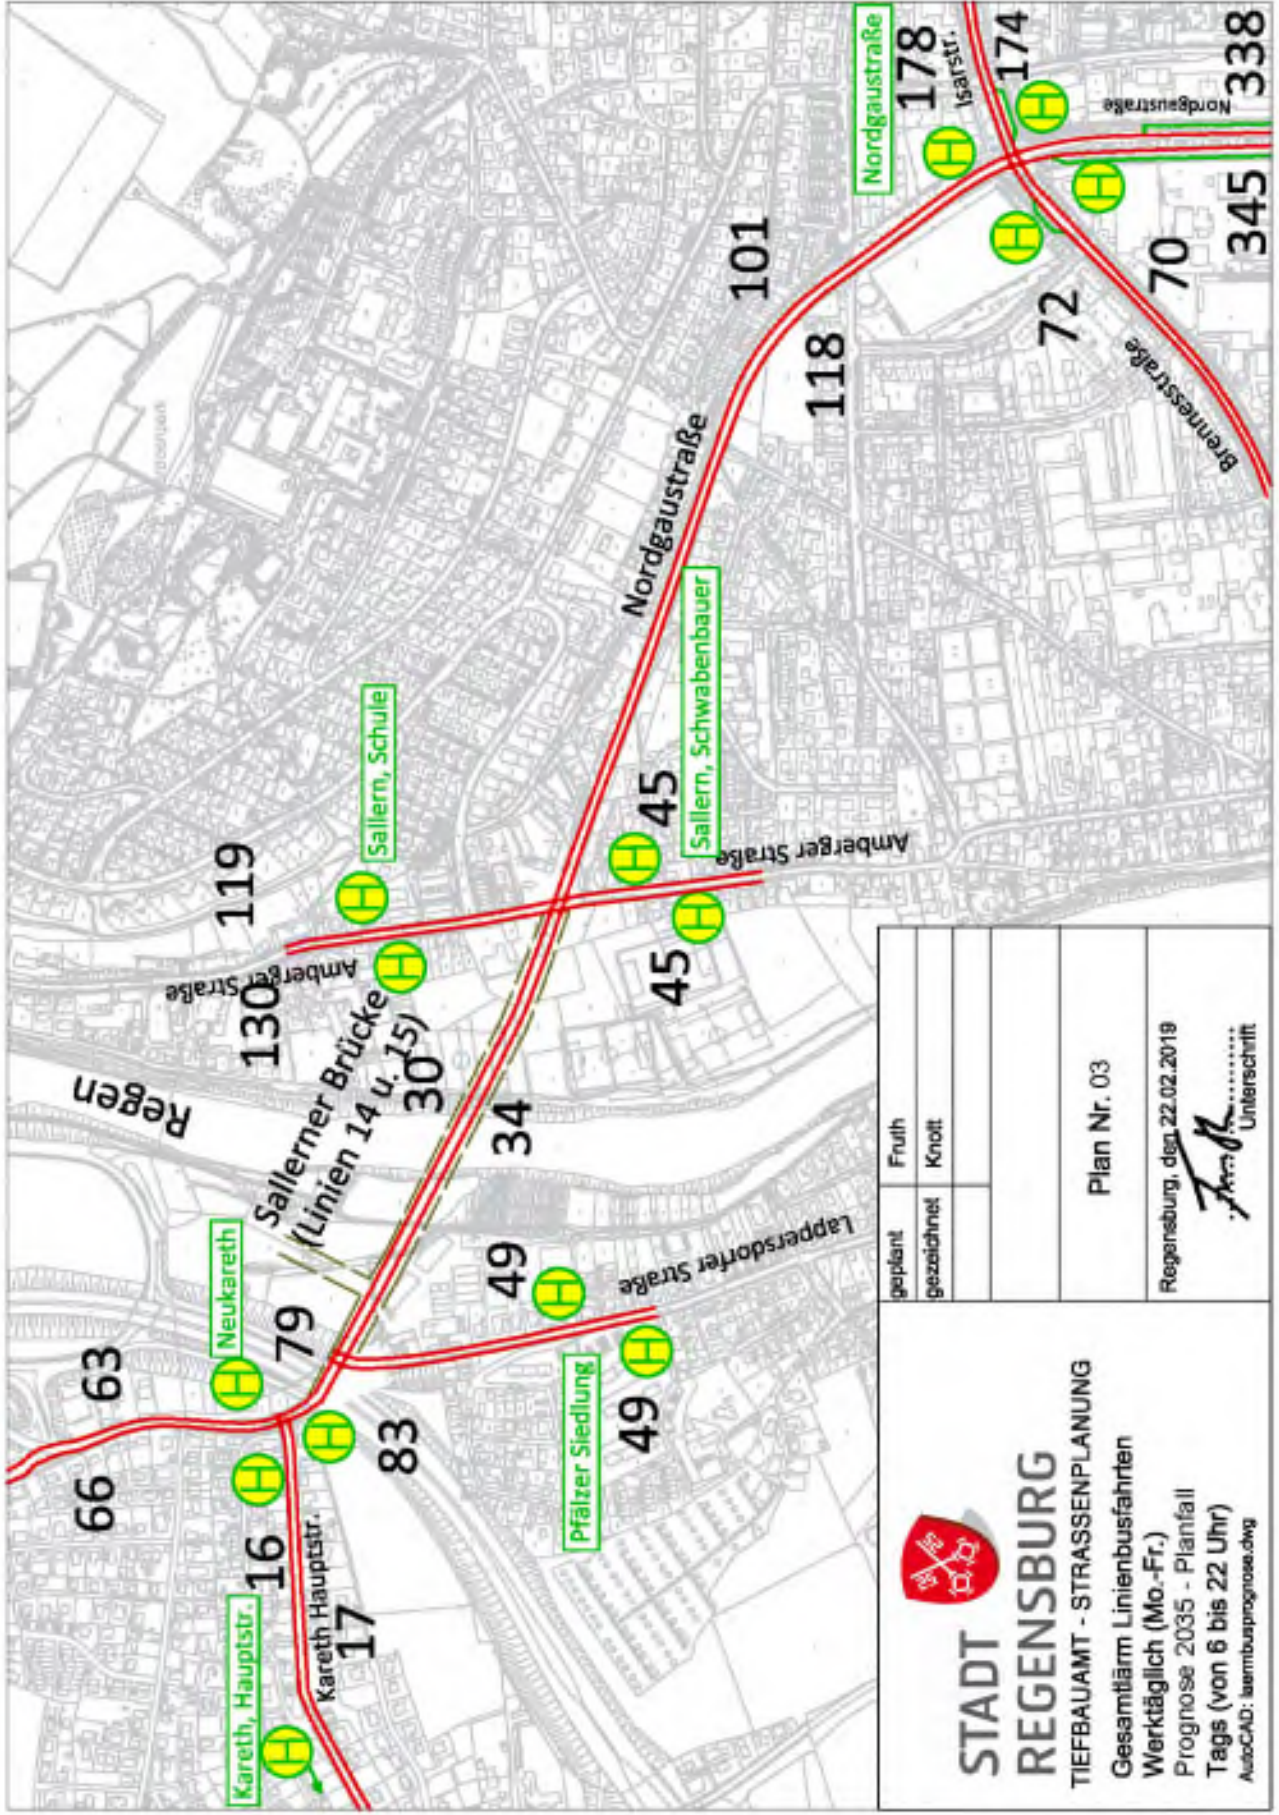 Kareth, Hauptstr.
16
Kareth Hauptstr.
17
66
63
Neukareth
79
83
Pfälzer Siedlung
49
49
Lappersdorfer Straße
Regen
Sallerner Brücke
(Linien 14 u. 15)
30
34
130
119
Amberger Straße
Sallern, Schule
45
45
Sallern, Schwabenbauer
Amberger Straße
Nordgaustraße
101
118
Nordgaustraße
178
Isarstr.
174
Nordgaustraße
338
345
72
70
Brennesstraße
H
H
H
H
H
H
H
H
H
H
H
H
H
H
STADT
REGENSBURG
TIEFBAUAMT - STRASSENPLANUNG
Gesamtlärm Linienbusfahrten
Werktäglich (Mo.-Fr.)
Prognose 2035 - Planfall
Tags (von 6 bis 22 Uhr)
AutoCAD: laermbusprognose.dwg
geplant Fruth
gezeichnet Knott
Plan Nr. 03
Regensburg, den 22.02.2019
Unterschrift